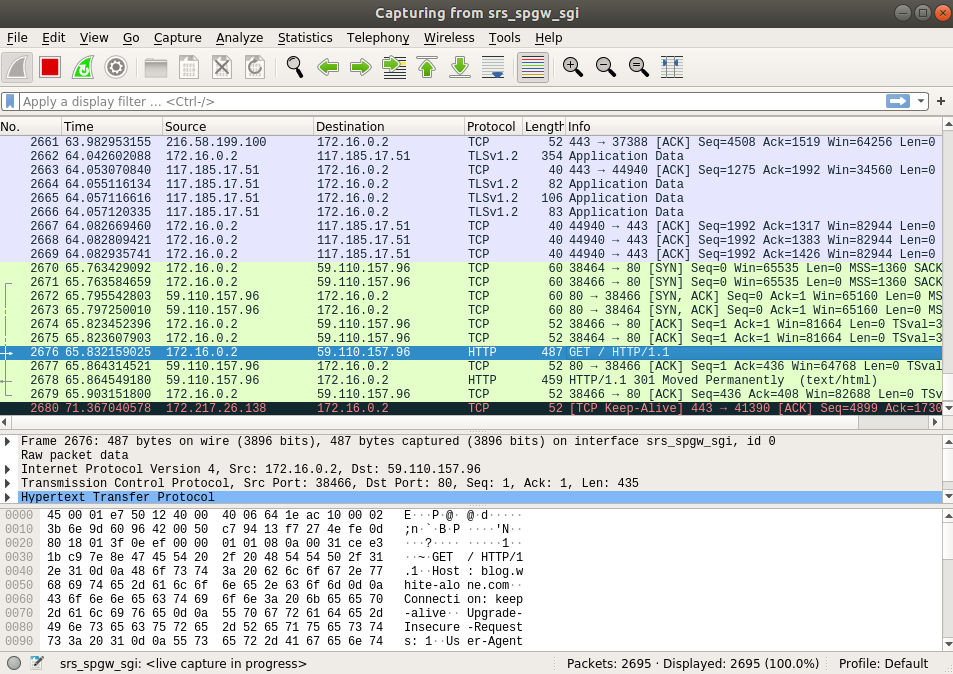 Capturing from srs_spgw_sgi
File Edit View Go Capture Analyze Statistics Telephony Wireless Tools Help
Apply a display filter ... <Ctrl-/>
No. Time Source Destination Protocol Length Info
2661 63.982953155 216.58.199.100 172.16.0.2 TCP 52 443 → 37388 [ACK] Seq=4508 Ack=1519 Win=64256 Len=0
2662 64.042602088 172.16.0.2 117.185.17.51 TLSv1.2 354 Application Data
2663 64.053070840 117.185.17.51 172.16.0.2 TCP 40 443 → 44940 [ACK] Seq=1275 Ack=1992 Win=34560 Len=0
2664 64.055116134 117.185.17.51 172.16.0.2 TLSv1.2 82 Application Data
2665 64.057116616 117.185.17.51 172.16.0.2 TLSv1.2 106 Application Data
2666 64.057120335 117.185.17.51 172.16.0.2 TLSv1.2 83 Application Data
2667 64.082669460 172.16.0.2 117.185.17.51 TCP 40 44940 → 443 [ACK] Seq=1992 Ack=1317 Win=82944 Len=0
2668 64.082809421 172.16.0.2 117.185.17.51 TCP 40 44940 → 443 [ACK] Seq=1992 Ack=1383 Win=82944 Len=0
2669 64.082935741 172.16.0.2 117.185.17.51 TCP 40 44940 → 443 [ACK] Seq=1992 Ack=1426 Win=82944 Len=0
2670 65.763429092 172.16.0.2 59.110.157.96 TCP 60 38464 → 80 [SYN] Seq=0 Win=65535 Len=0 MSS=1360 SACK
2671 65.763584659 172.16.0.2 59.110.157.96 TCP 60 38466 → 80 [SYN] Seq=0 Win=65535 Len=0 MSS=1360 SACK
2672 65.795542803 59.110.157.96 172.16.0.2 TCP 60 80 → 38466 [SYN, ACK] Seq=0 Ack=1 Win=65160 Len=0 MS
2673 65.797250010 59.110.157.96 172.16.0.2 TCP 60 80 → 38464 [SYN, ACK] Seq=0 Ack=1 Win=65160 Len=0 MS
2674 65.823452396 172.16.0.2 59.110.157.96 TCP 52 38466 → 80 [ACK] Seq=1 Ack=1 Win=81664 Len=0 TSval=3
2675 65.823607903 172.16.0.2 59.110.157.96 TCP 52 38464 → 80 [ACK] Seq=1 Ack=1 Win=81664 Len=0 TSval=3
2676 65.832159025 172.16.0.2 59.110.157.96 HTTP 487 GET / HTTP/1.1
2677 65.864314521 59.110.157.96 172.16.0.2 TCP 52 80 → 38466 [ACK] Seq=1 Ack=436 Win=64768 Len=0 TSval
2678 65.864549180 59.110.157.96 172.16.0.2 HTTP 459 HTTP/1.1 301 Moved Permanently (text/html)
2679 65.903151800 172.16.0.2 59.110.157.96 TCP 52 38466 → 80 [ACK] Seq=436 Ack=408 Win=82688 Len=0 TSv
2680 71.367040578 172.217.26.138 172.16.0.2 TCP 52 [TCP Keep-Alive] 443 → 41390 [ACK] Seq=4899 Ack=1730
Frame 2676: 487 bytes on wire (3896 bits), 487 bytes captured (3896 bits) on interface srs_spgw_sgi, id 0
Raw packet data
Internet Protocol Version 4, Src: 172.16.0.2, Dst: 59.110.157.96
Transmission Control Protocol, Src Port: 38466, Dst Port: 80, Seq: 1, Ack: 1, Len: 435
Hypertext Transfer Protocol
0000 45 00 01 e7 50 12 40 00 40 06 64 1e ac 10 00 02 E···P·@· @·d·····
0010 3b 6e 9d 60 96 42 00 50 c7 94 13 f7 27 4e fe 0d ;n·`·B·P ····'N··
0020 80 18 01 3f 0e ef 00 00 01 01 08 0a 00 31 ce e3 ···?···· ·····1··
0030 1b c9 7e 8e 47 45 54 20 2f 20 48 54 54 50 2f 31 ··~·GET / HTTP/1
0040 2e 31 0d 0a 48 6f 73 74 3a 20 62 6c 6f 67 2e 77 .1··Host : blog.w
0050 68 69 74 65 2d 61 6c 6f 6e 65 2e 63 6f 6d 0d 0a hite-alo ne.com··
0060 43 6f 6e 6e 65 63 74 69 6f 6e 3a 20 6b 65 65 70 Connecti on: keep
0070 2d 61 6c 69 76 65 0d 0a 55 70 67 72 61 64 65 2d -alive·· Upgrade-
0080 49 6e 73 65 63 75 72 65 2d 52 65 71 75 65 73 74 Insecure -Request
0090 73 3a 20 31 0d 0a 55 73 65 72 2d 41 67 65 6e 74 s: 1··Us er-Agent
srs_spgw_sgi: <live capture in progress> Packets: 2695 · Displayed: 2695 (100.0%) Profile: Default